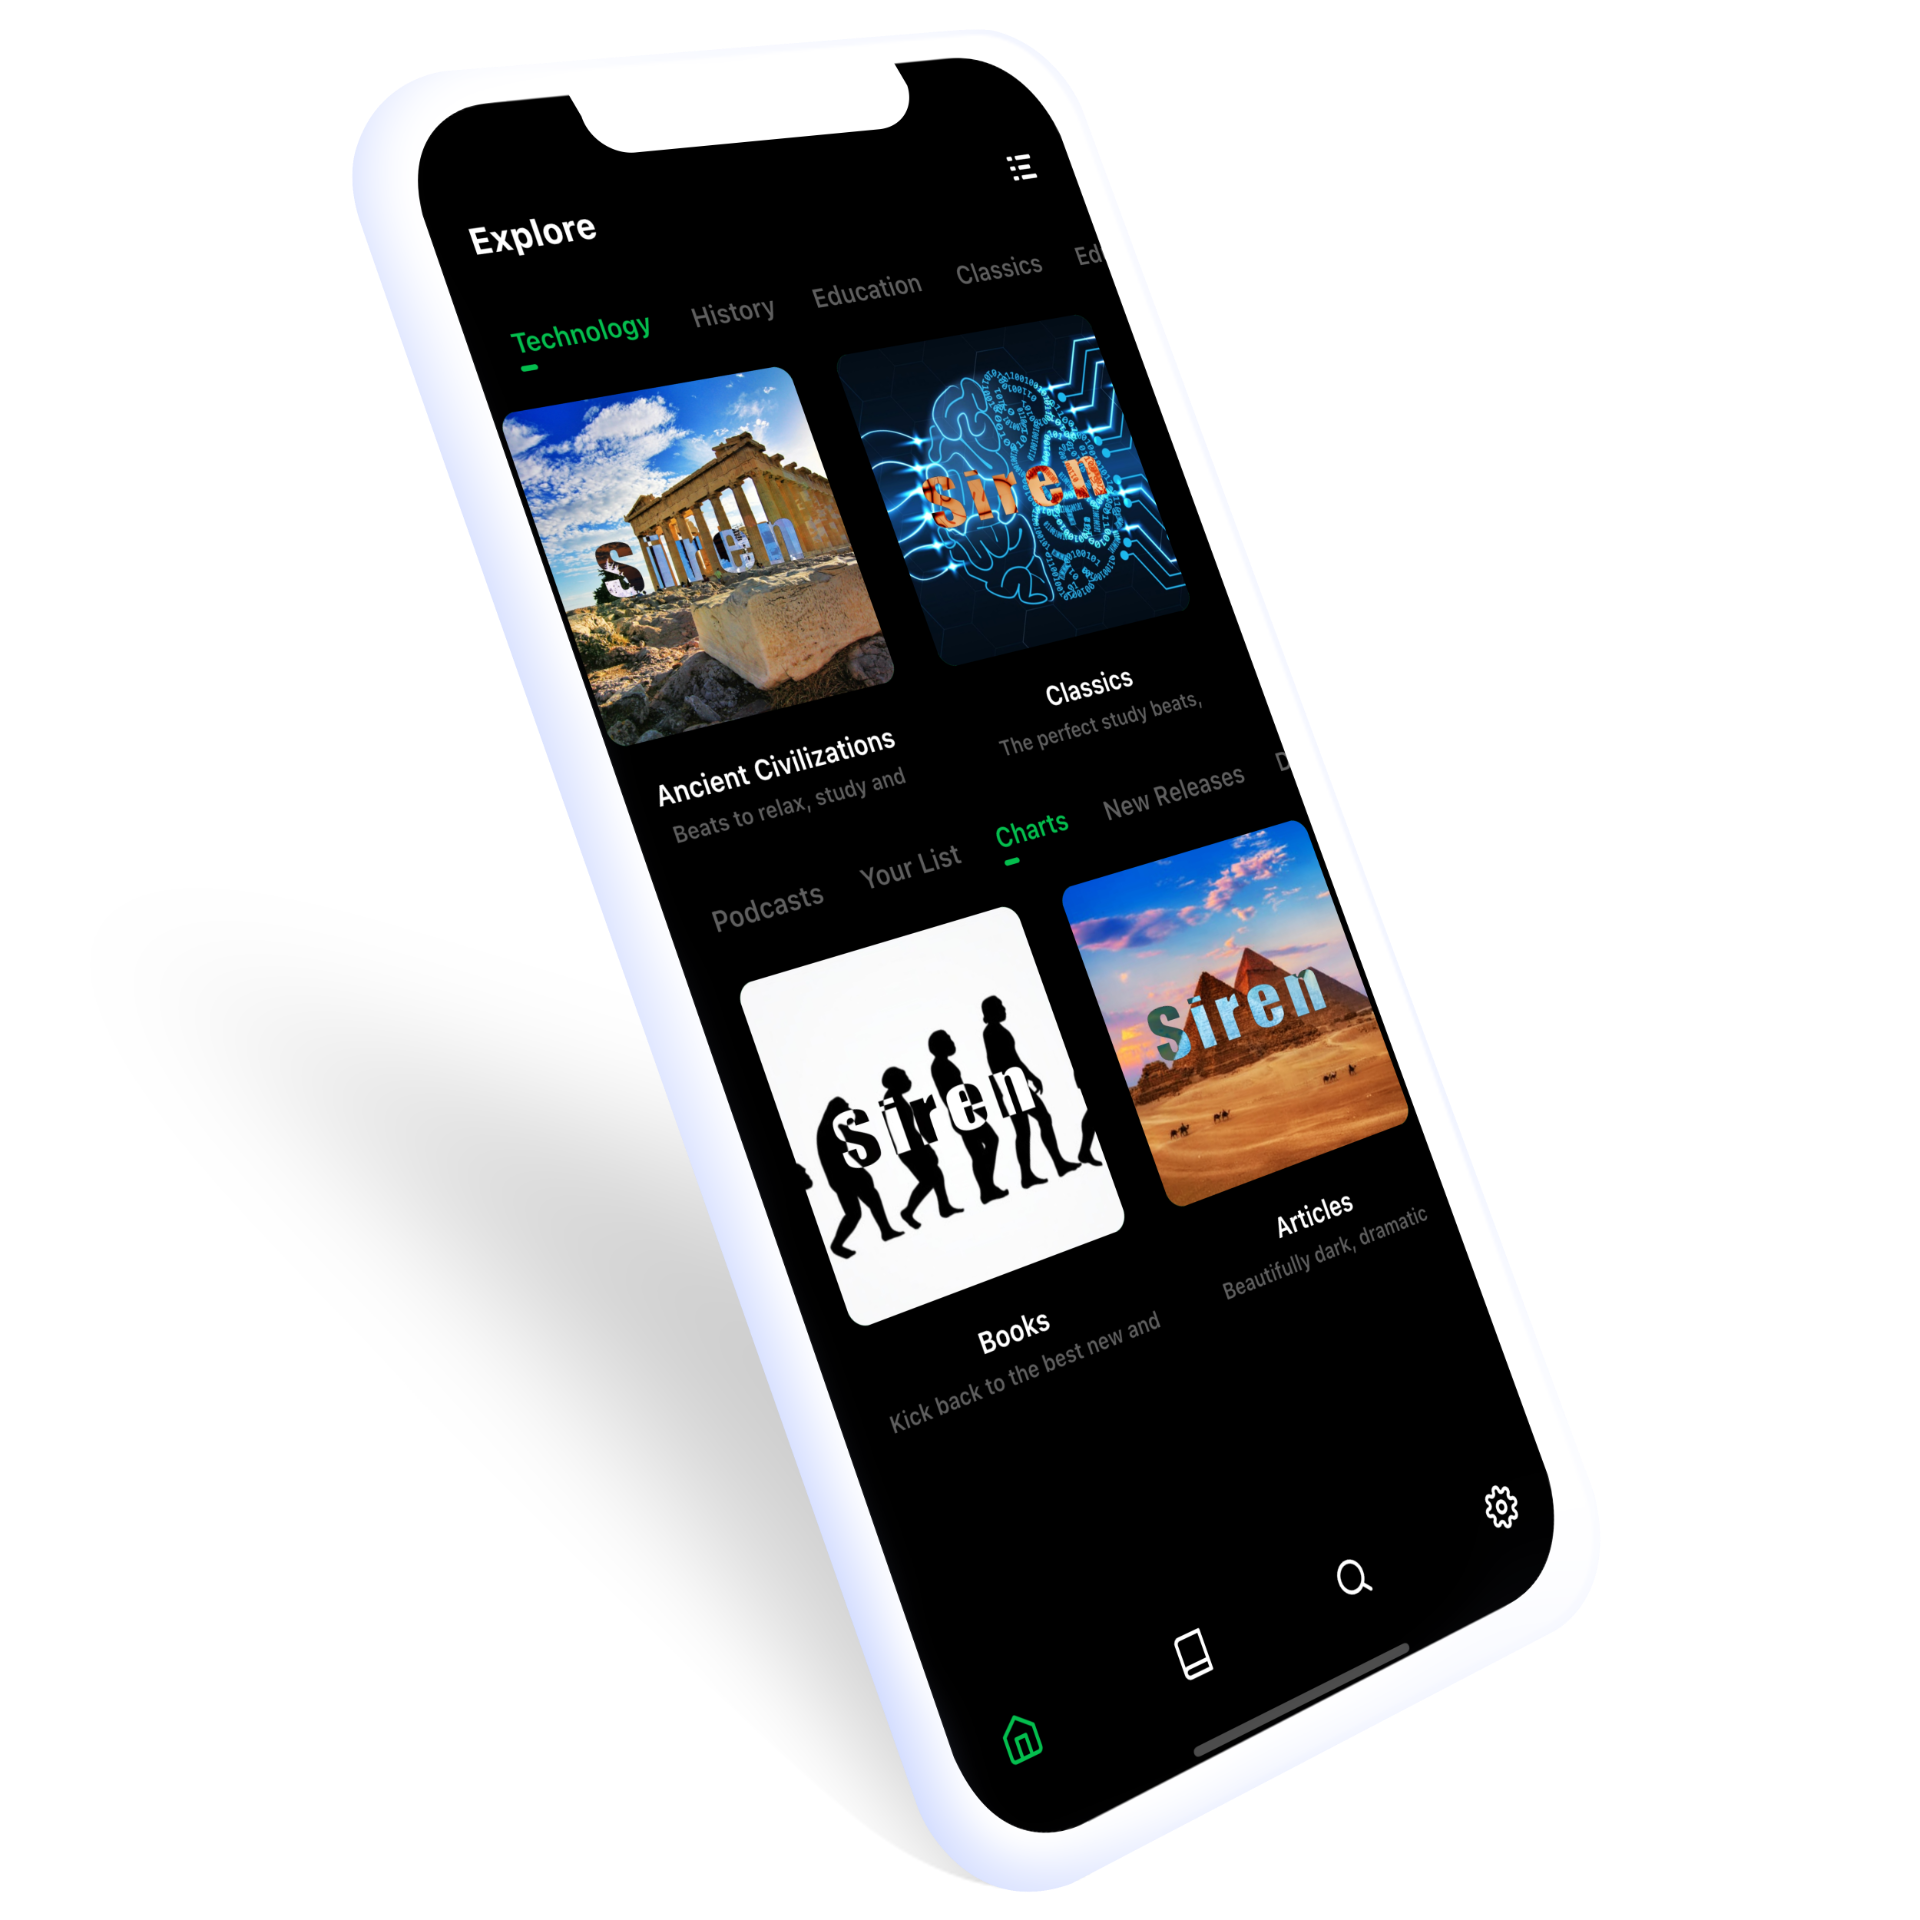 Explore
Technology History Education Classics Ed
siren
siren
Ancient Civilizations
Beats to relax, study and
Classics
The perfect study beats,
Podcasts Your List Charts New Releases D
siren
siren
Books
Kick back to the best new and
Articles
Beautifully dark, dramatic